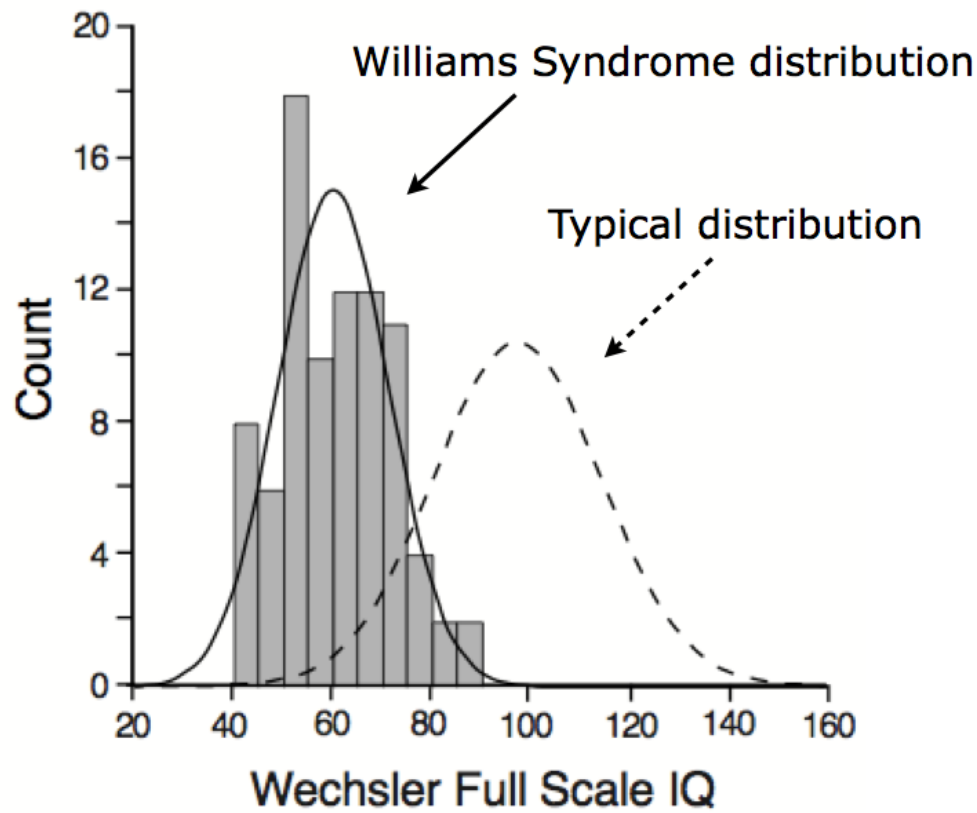 20
Williams Syndrome distribution
16
Typical distribution
12
Count
8
4
0
20 40 60 80 100 120 140 160
Wechsler Full Scale IQ